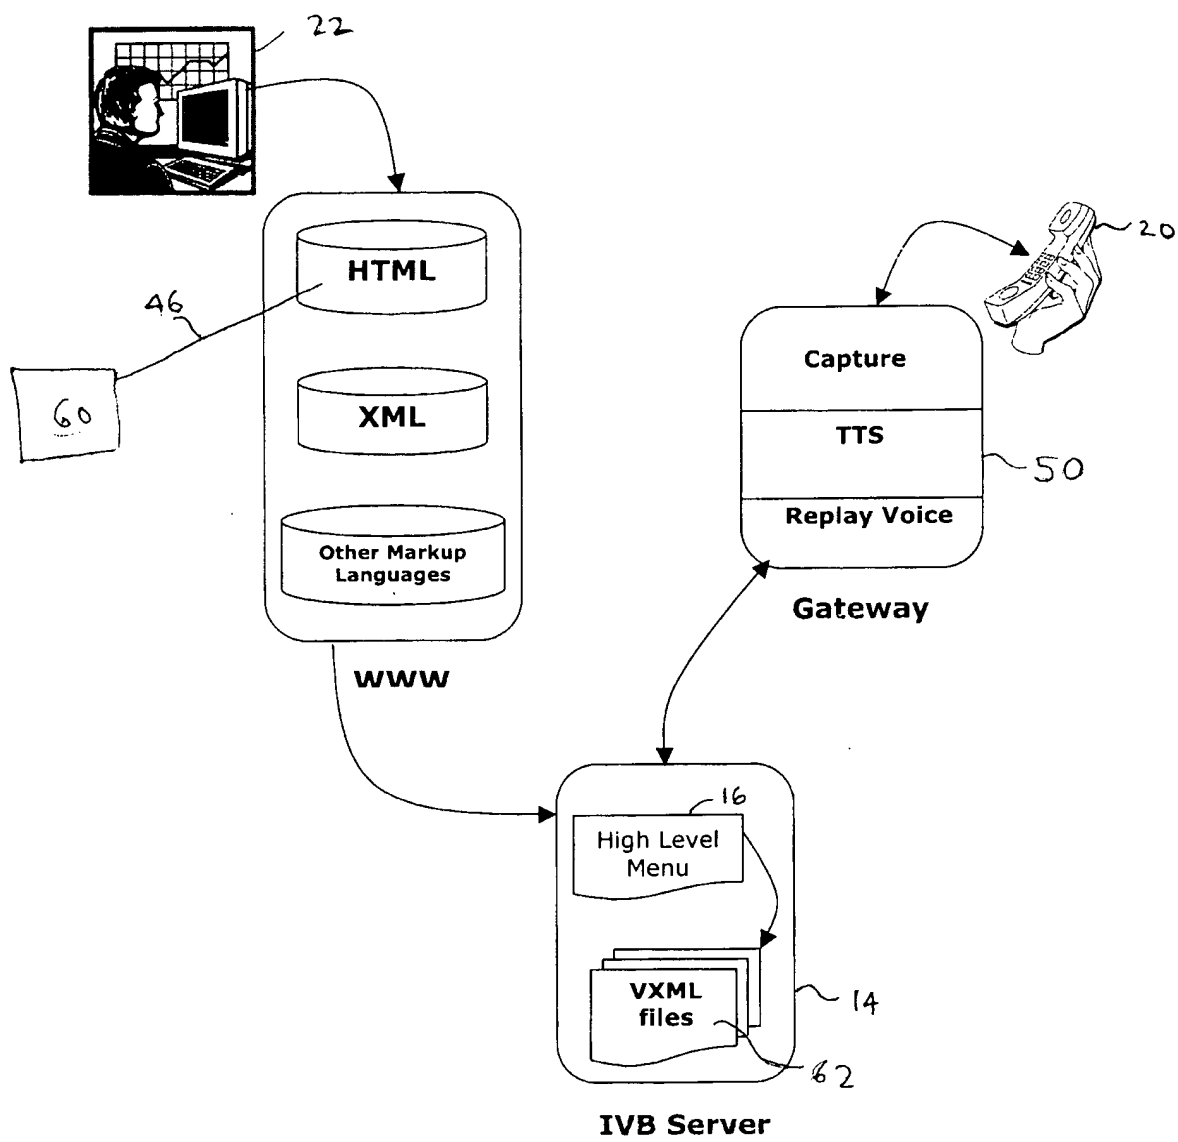 22
HTML
46
60
XML
Other Markup
Languages
WWW
20
Capture
TTS
50
Replay Voice
Gateway
16
High Level
Menu
VXML
files
14
62
IVB Server